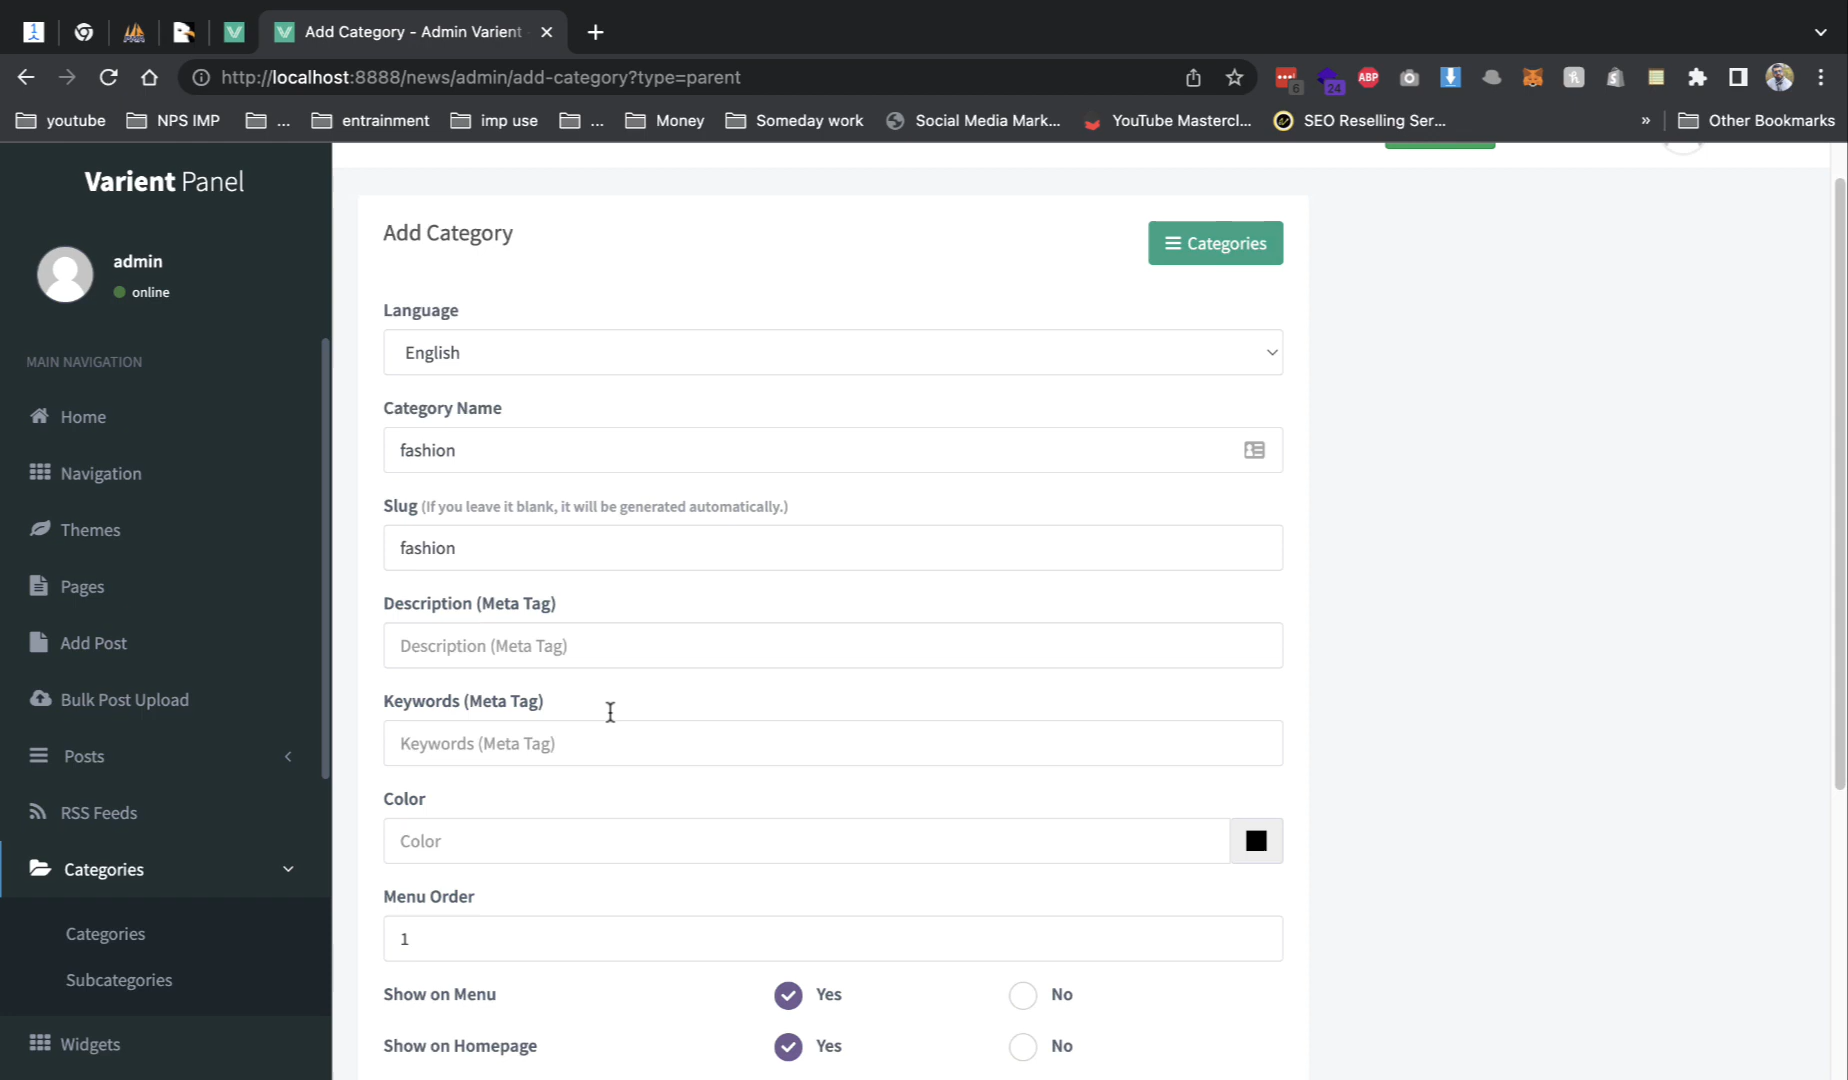 Add Category - Admin Varient
http://localhost:8888/news/admin/add-category?type=parent
ABP
6
24
youtube
NPS IMP
...
entrainment
imp use
...
Money
Someday work
Social Media Mark...
YouTube Mastercl...
SEO Reselling Ser...
»
Other Bookmarks
Varient Panel
admin
online
MAIN NAVIGATION
Home
Navigation
Themes
Pages
Add Post
Bulk Post Upload
Posts
RSS Feeds
Categories
Categories
Subcategories
Widgets
Add Category
Categories
Language
English
Category Name
fashion
Slug (If you leave it blank, it will be generated automatically.)
fashion
Description (Meta Tag)
Description (Meta Tag)
Keywords (Meta Tag)
Keywords (Meta Tag)
Color
Color
Menu Order
1
Show on Menu
Yes
No
Show on Homepage
Yes
No